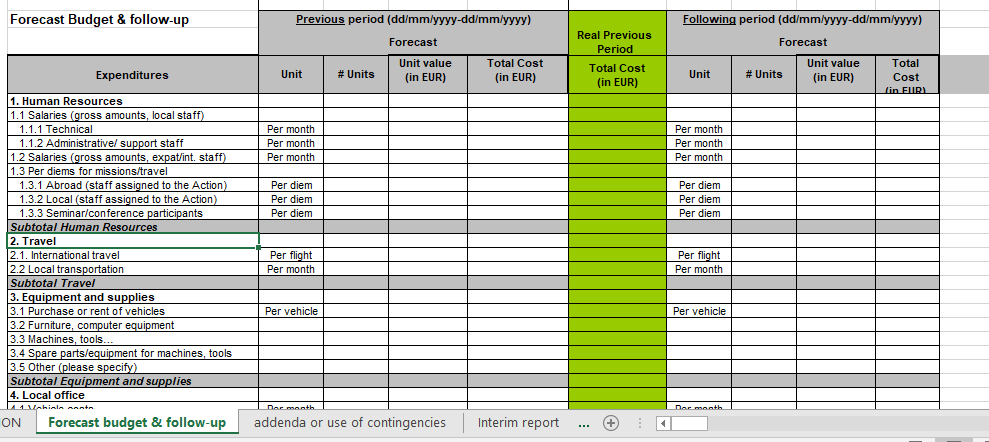 Forecast Budget & follow-up Previous period (dd/mm/yyyy-dd/mm/yyyy) Following period (dd/mm/yyyy-dd/mm/yyyy)
Forecast Real Previous Period Forecast
Expenditures Unit # Units Unit value (in EUR) Total Cost (in EUR) Total Cost (in EUR) Unit # Units Unit value (in EUR) Total Cost (in EUR)
1. Human Resources
1.1 Salaries (gross amounts, local staff)
1.1.1 Technical Per month Per month
1.1.2 Administrative/ support staff Per month Per month
1.2 Salaries (gross amounts, expat/int. staff) Per month Per month
1.3 Per diems for missions/travel
1.3.1 Abroad (staff assigned to the Action) Per diem Per diem
1.3.2 Local (staff assigned to the Action) Per diem Per diem
1.3.3 Seminar/conference participants Per diem Per diem
Subtotal Human Resources
2. Travel
2.1. International travel Per flight Per flight
2.2 Local transportation Per month Per month
Subtotal Travel
3. Equipment and supplies
3.1 Purchase or rent of vehicles Per vehicle Per vehicle
3.2 Furniture, computer equipment
3.3 Machines, tools...
3.4 Spare parts/equipment for machines, tools
3.5 Other (please specify)
Subtotal Equipment and supplies
4. Local office
4.1 Vehicle costs Per month Per month
ION Forecast budget & follow-up addenda or use of contingencies Interim report ...